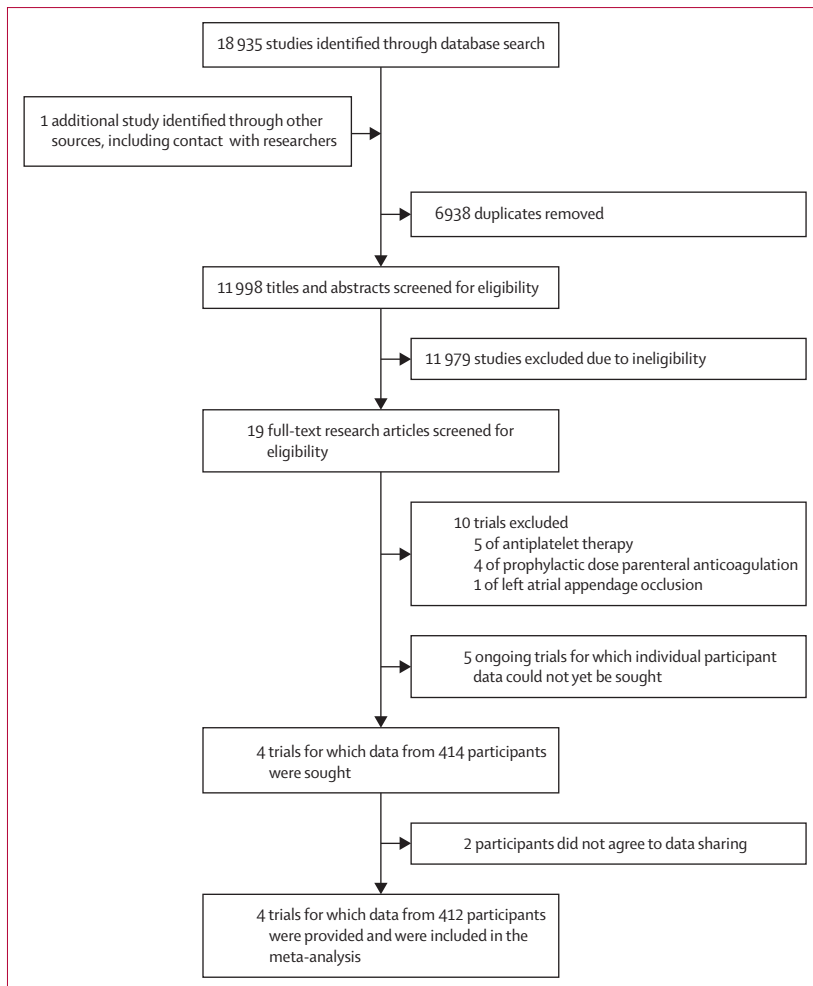 18 935 studies identified through database search
1 additional study identified through other
sources, including contact with researchers
6938 duplicates removed
11 998 titles and abstracts screened for eligibility
11 979 studies excluded due to ineligibility
19 full-text research articles screened for
eligibility
10 trials excluded
5 of antiplatelet therapy
4 of prophylactic dose parenteral anticoagulation
1 of left atrial appendage occlusion
5 ongoing trials for which individual participant
data could not yet be sought
4 trials for which data from 414 participants
were sought
2 participants did not agree to data sharing
4 trials for which data from 412 participants
were provided and were included in the
meta-analysis